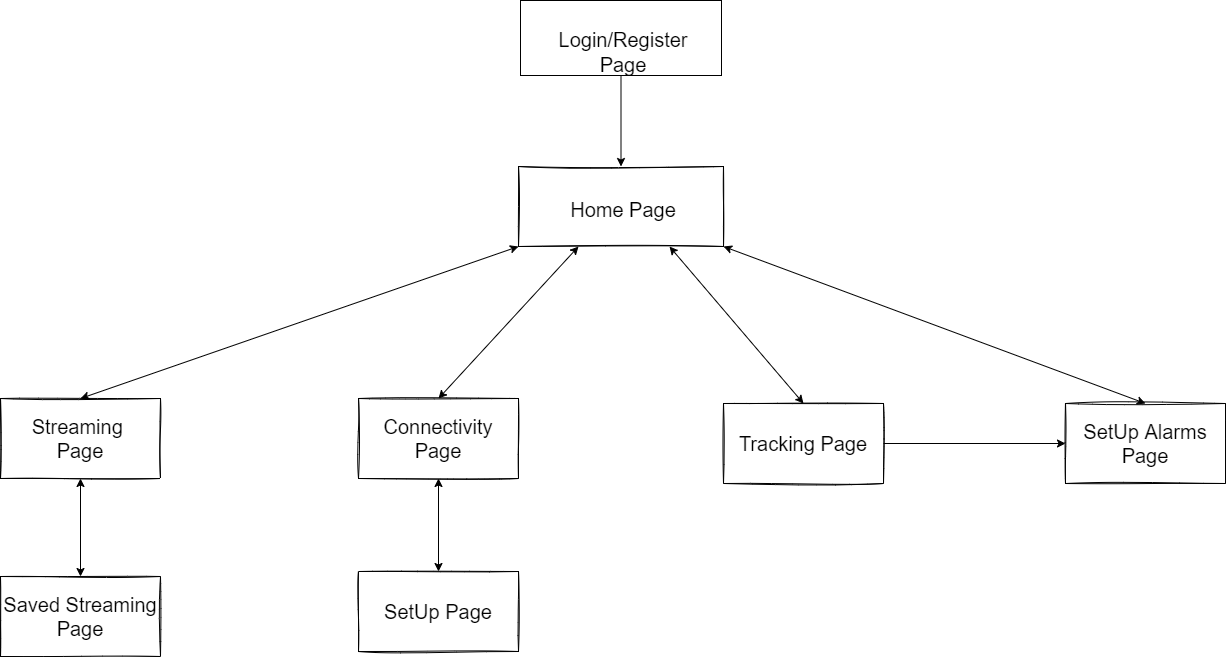 Login/Register
Page
Home Page
Streaming
Page
Connectivity
Page
Tracking Page
SetUp Alarms
Page
Saved Streaming
Page
SetUp Page